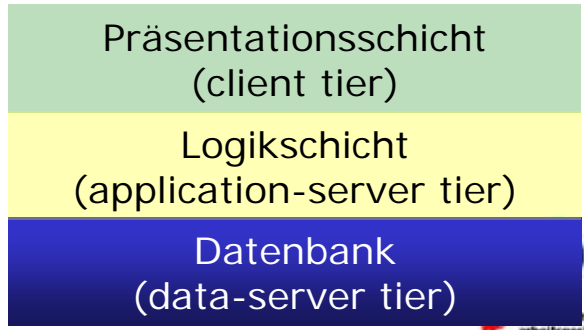 Präsentationsschicht
(client tier)
Logikschicht
(application-server tier)
Datenbank
(data-server tier)